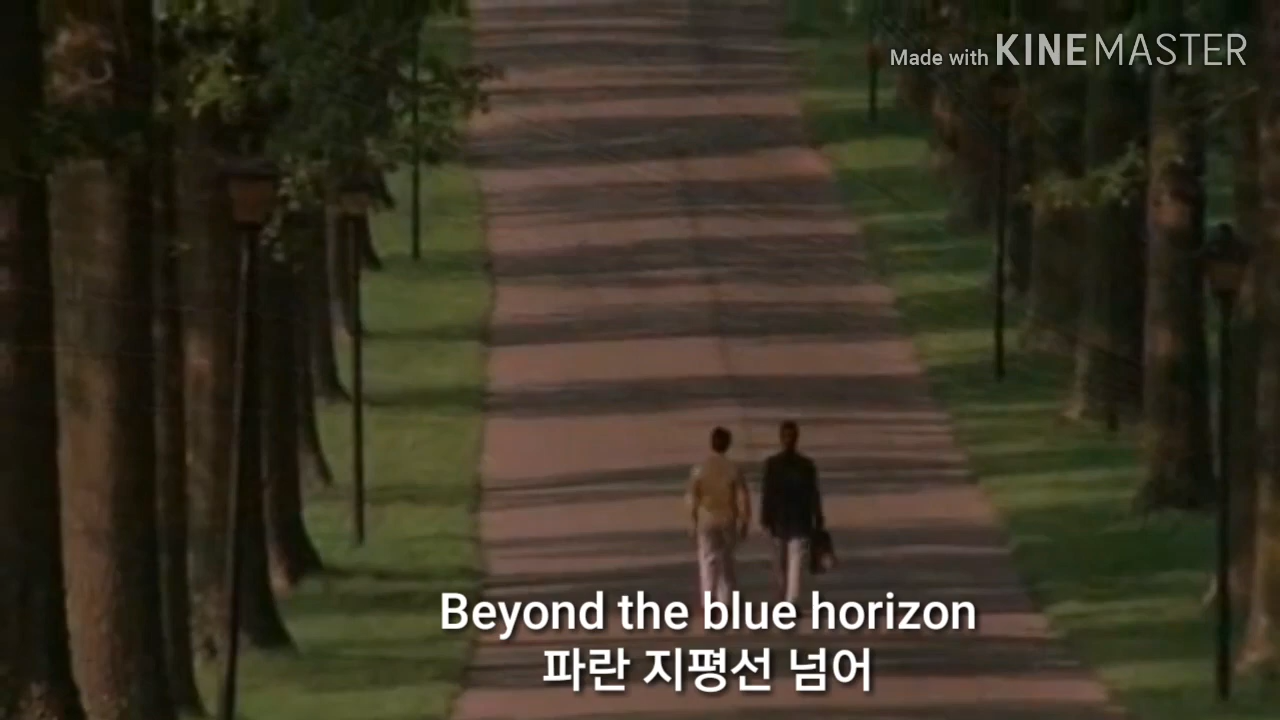 Made with KINEMASTER
Beyond the blue horizon
파란 지평선 넘어